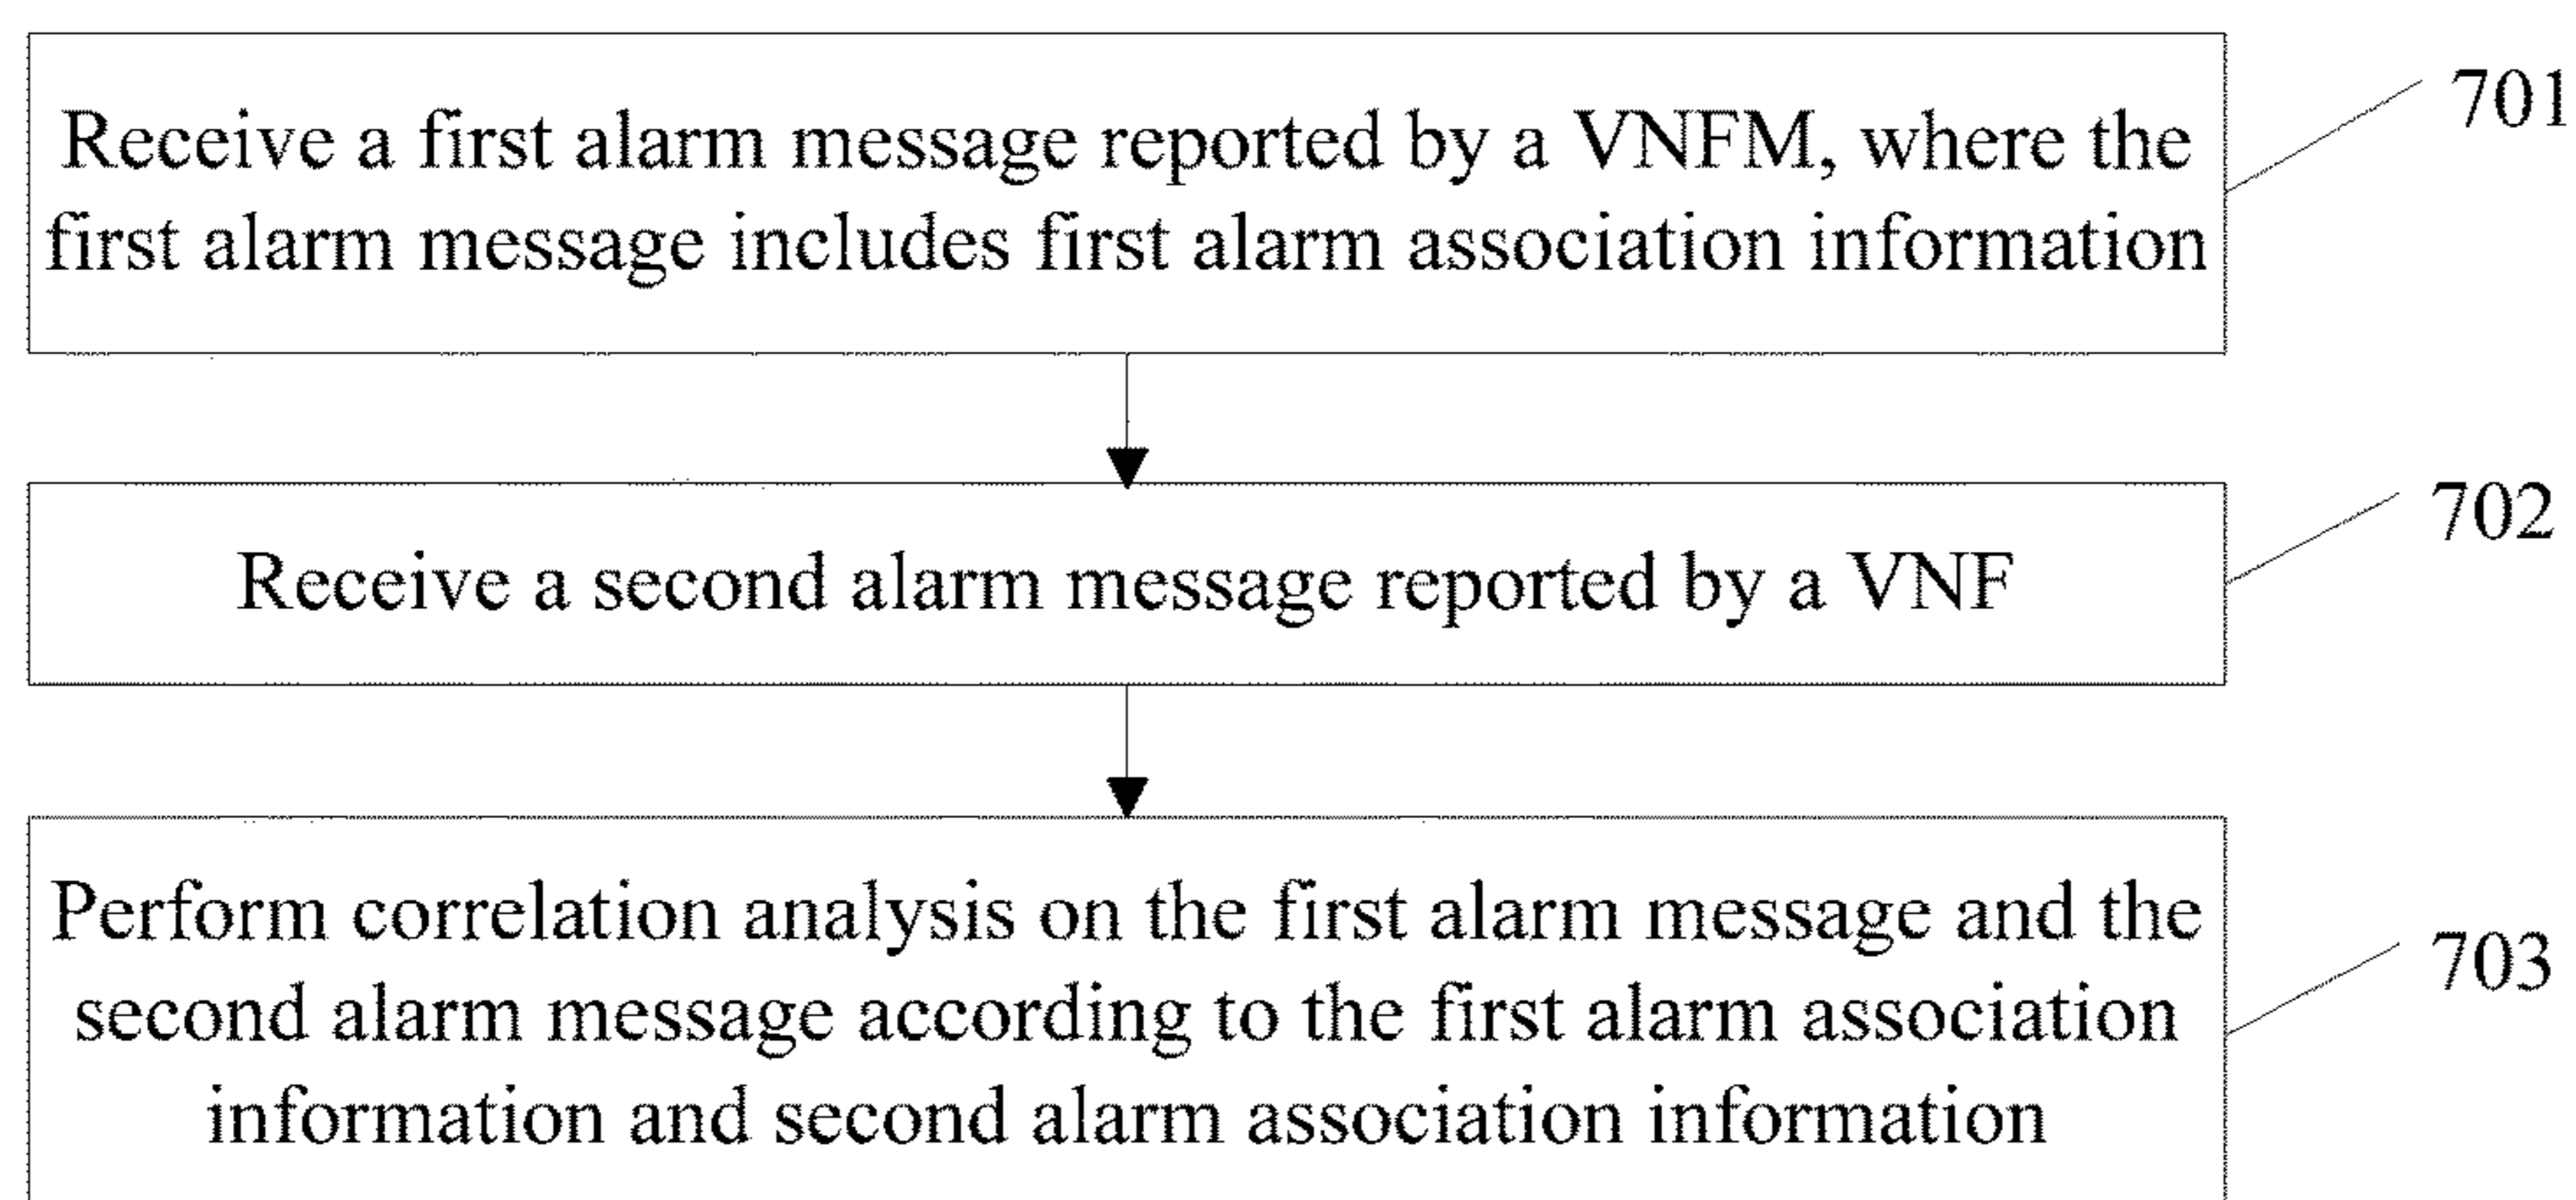 Receive a first alarm message reported by a VNFM, where the
first alarm message includes first alarm association information
701
Receive a second alarm message reported by a VNF
702
Perform correlation analysis on the first alarm message and the
second alarm message according to the first alarm association
information and second alarm association information
703